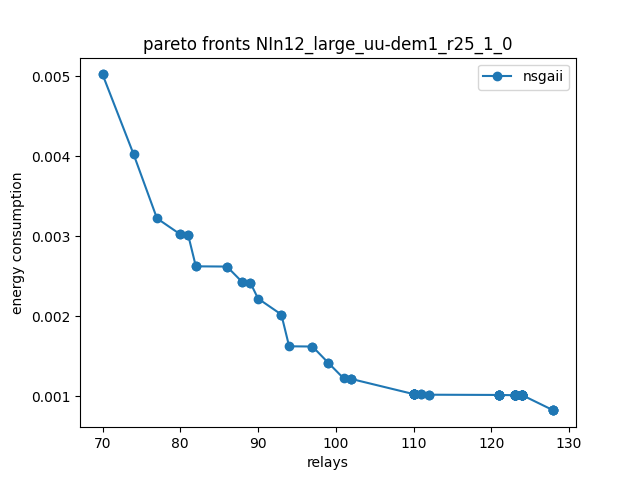 pareto fronts NIn12_large_uu-dem1_r25_1_0
nsgaii
0.005
0.004
0.003
0.002
0.001
energy consumption
70 80 90 100 110 120 130
relays